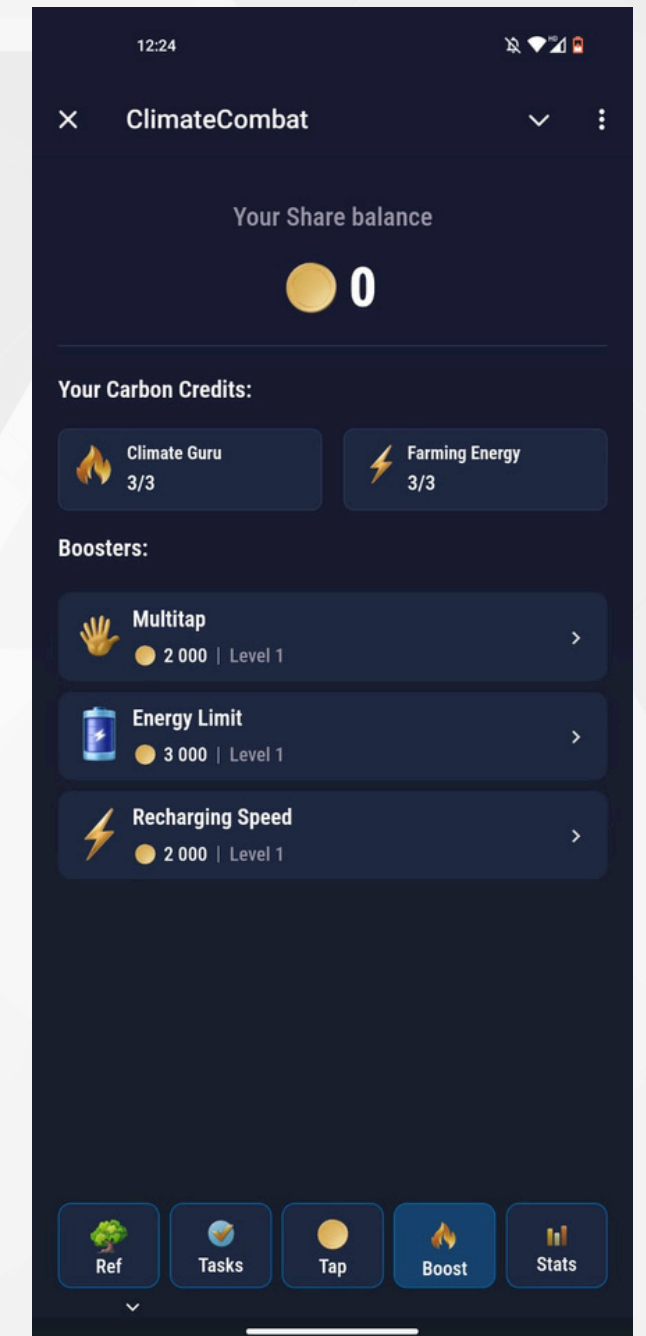 12:24
HD
ClimateCombat
Your Share balance
0
Your Carbon Credits:
Climate Guru
3/3
Farming Energy
3/3
Boosters:
Multitap
2 000 | Level 1
Energy Limit
3 000 | Level 1
Recharging Speed
2 000 | Level 1
Ref
Tasks
Tap
Boost
Stats